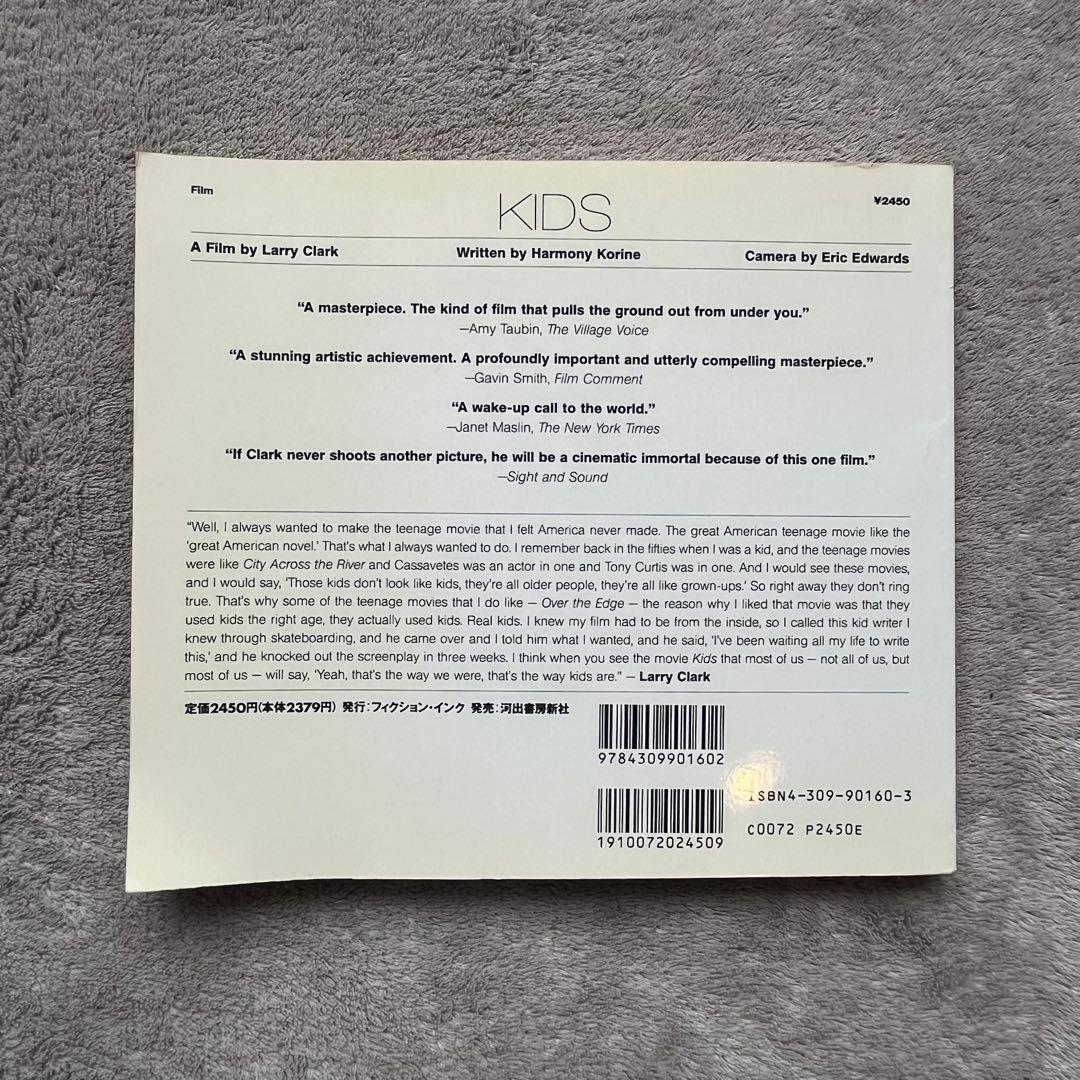 Film
KIDS
¥2450
A Film by Larry Clark
Written by Harmony Korine
Camera by Eric Edwards
“A masterpiece. The kind of film that pulls the ground out from under you.”
—Amy Taubin, The Village Voice
“A stunning artistic achievement. A profoundly important and utterly compelling masterpiece.”
—Gavin Smith, Film Comment
“A wake-up call to the world.”
—Janet Maslin, The New York Times
“If Clark never shoots another picture, he will be a cinematic immortal because of this one film.”
—Sight and Sound
“Well, I always wanted to make the teenage movie that I felt America never made. The great American teenage movie like the
‘great American novel.’ That’s what I always wanted to do. I remember back in the fifties when I was a kid, and the teenage movies
were like City Across the River and Cassavetes was an actor in one and Tony Curtis was in one. And I would see these movies,
and I would say, ‘Those kids don’t look like kids, they’re all older people, they’re all like grown-ups.’ So right away they don’t ring
true. That’s why some of the teenage movies that I do like — Over the Edge — the reason why I liked that movie was that they
used kids the right age, they actually used kids. Real kids. I knew my film had to be from the inside, so I called this kid writer I
knew through skateboarding, and he came over and I told him what I wanted, and he said, ‘I’ve been waiting all my life to write
this,’ and he knocked out the screenplay in three weeks. I think when you see the movie Kids that most of us — not all of us, but
most of us — will say, ‘Yeah, that’s the way we were, that’s the way kids are.” — Larry Clark
定価2450円(本体2379円) 発行:フィクション・インク 発売:河出書房新社
9784309901602
ISBN4-309-90160-3
1910072024509
C0072 P2450E